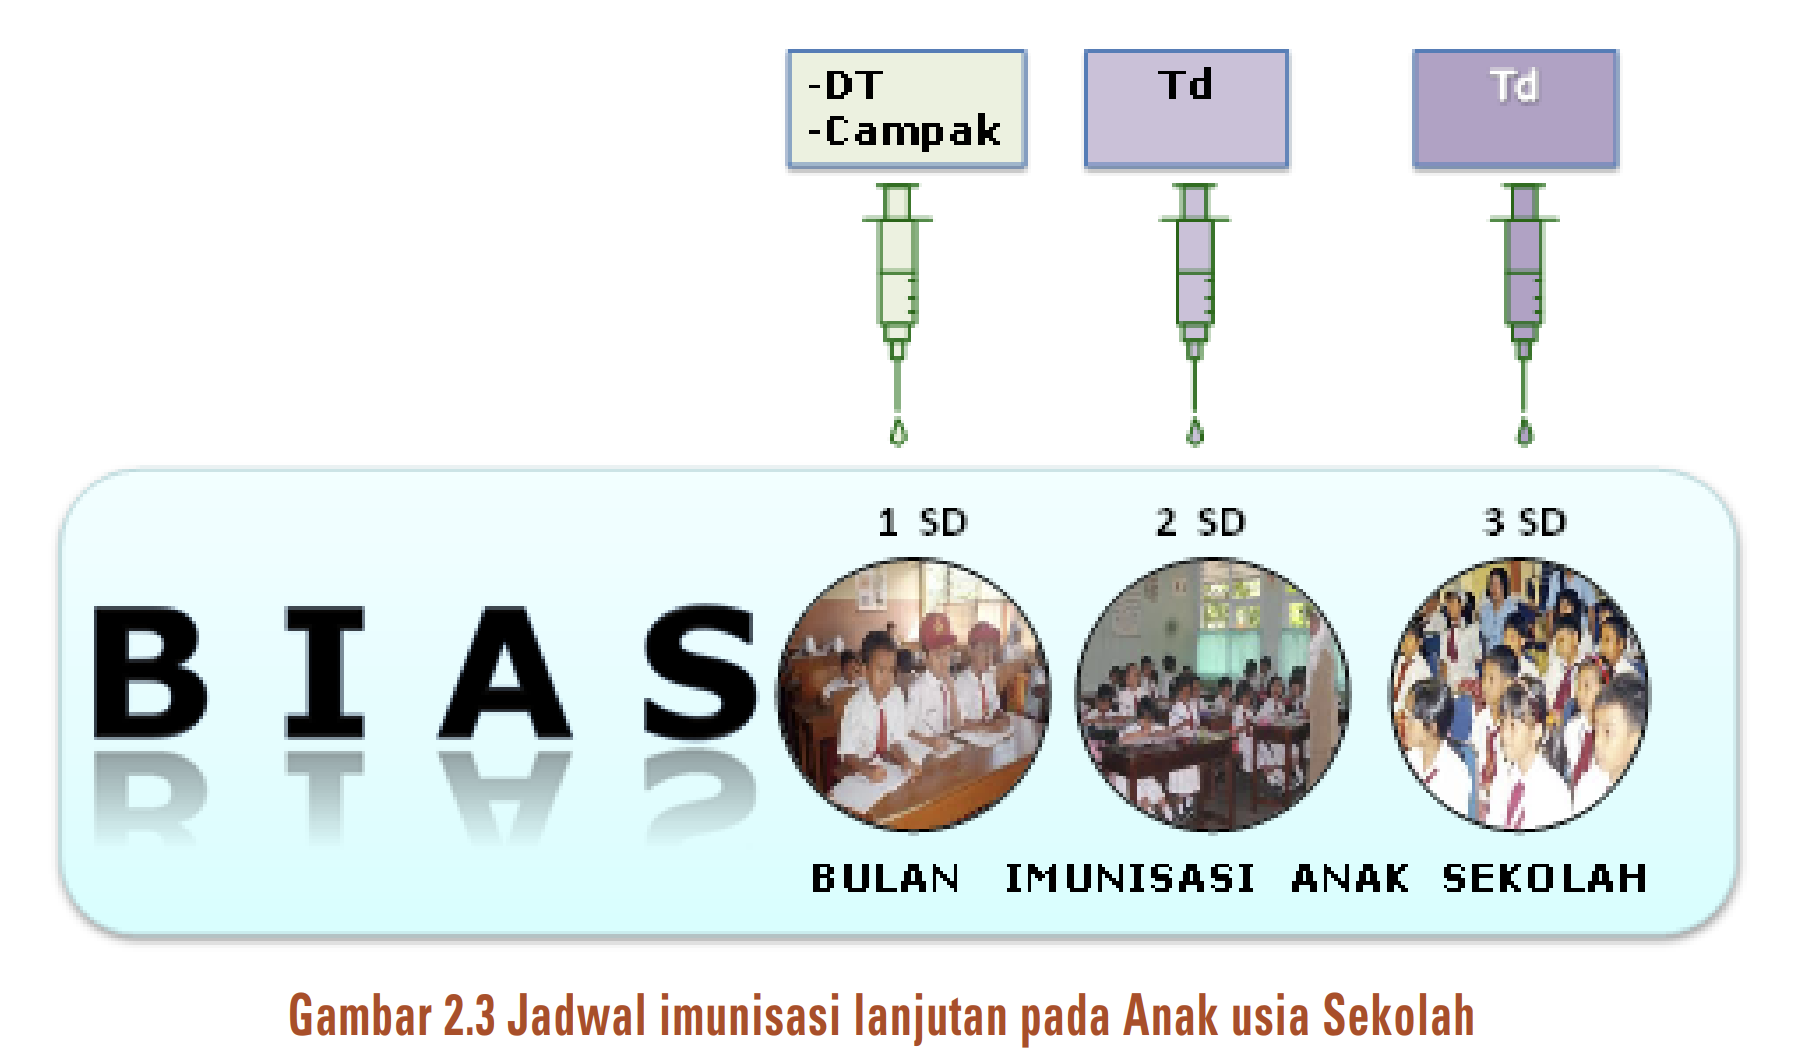 -DT
-Campak
Td
Td
1 SD
2 SD
3 SD
B I A S
BULAN IMUNISASI ANAK SEKOLAH
Gambar 2.3 Jadwal imunisasi lanjutan pada Anak usia Sekolah